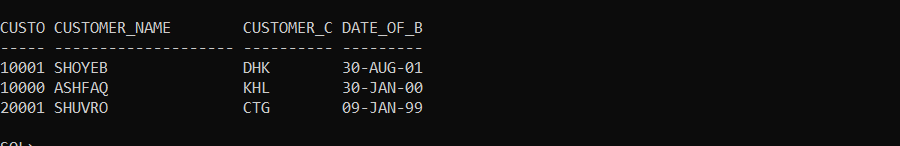 CUSTO CUSTOMER_NAME        CUSTOMER_C DATE_OF_B
----- -------------------- ---------- ---------
10001 SHOYEB               DHK        30-AUG-01
10000 ASHFAQ               KHL        30-JAN-00
20001 SHUVRO               CTG        09-JAN-99
SQL>